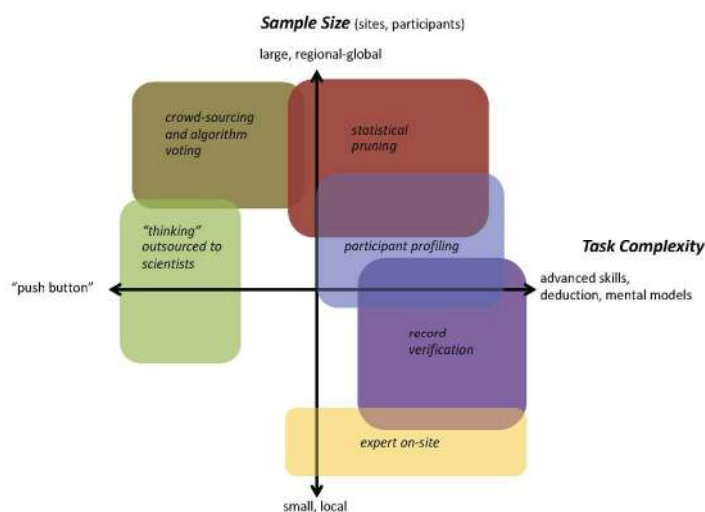 Sample Size (sites, participants)
large, regional-global
crowd-sourcing
and algorithm
voting
statistical
pruning
“thinking”
outsourced to
scientists
participant profiling
Task Complexity
“push button”
advanced skills,
deduction, mental models
record
verification
expert on-site
small, local